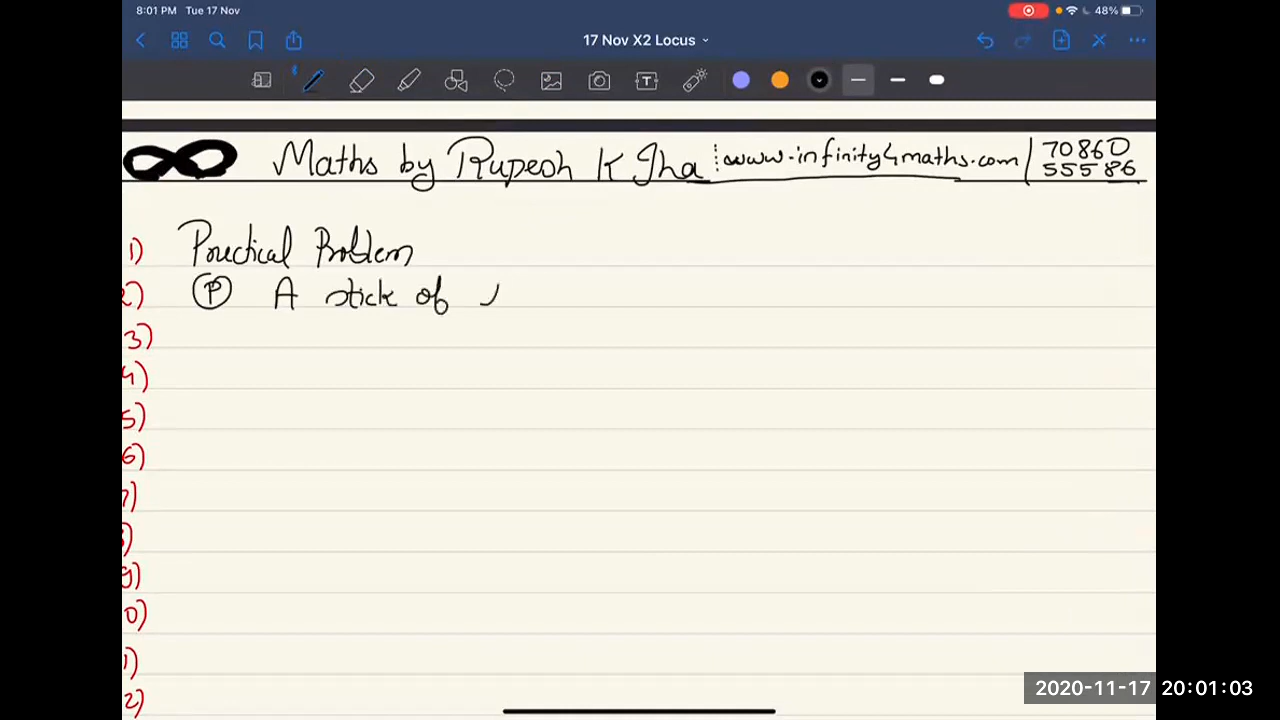 8:01 PM Tue 17 Nov
48%
17 Nov X2 Locus
Maths by Rupesh K Jha www.infinity4maths.com 70860
55586
1) Practical Problem
2) P A stick of
3)
4)
5)
6)
7)
8)
9)
0)
1)
2)
2020-11-17 20:01:03